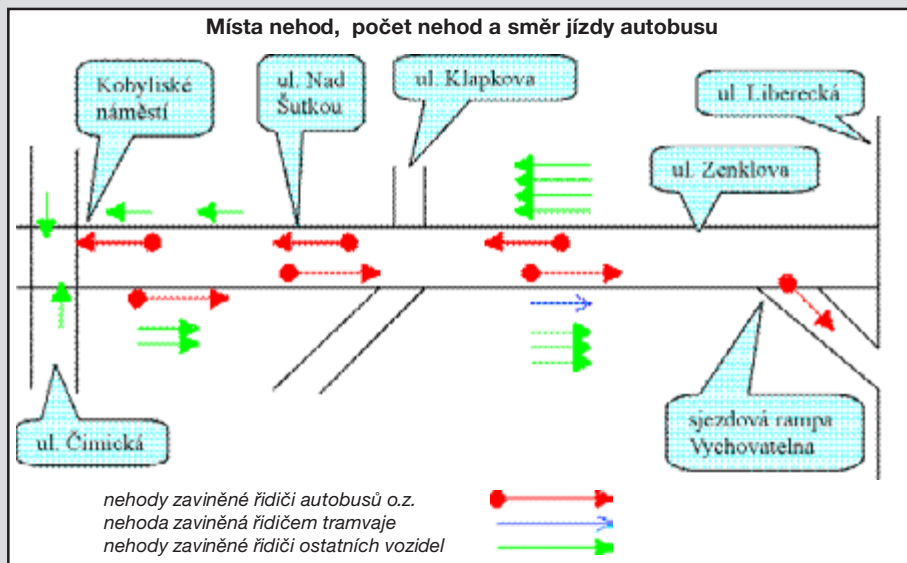 Místa nehod, počet nehod a směr jízdy autobusu
Kobyliské
náměstí
ul. Nad
Šutkou
ul. Klapkova
ul. Liberecká
ul. Zenklova
ul. Čimická
sjezdová rampa
Vychovatelna
nehody zaviněné řidiči autobusů o.z.
nehoda zaviněná řidičem tramvaje
nehody zaviněné řidiči ostatních vozidel